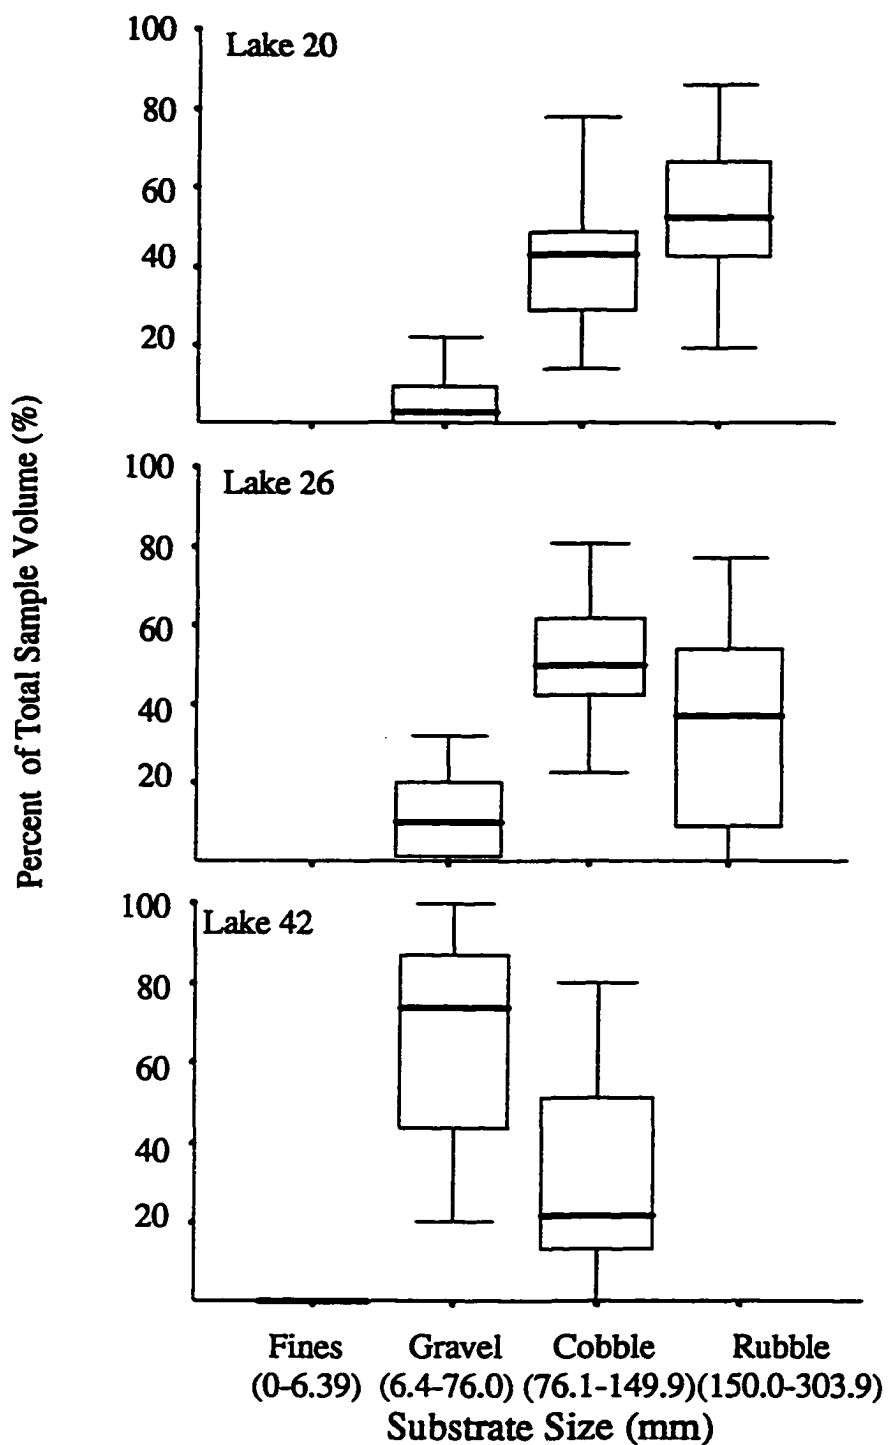 Percent of Total Sample Volume (%)
Lake 20
100
80
60
40
20
Lake 26
100
80
60
40
20
Lake 42
100
80
60
40
20
Fines Gravel Cobble Rubble
(0-6.39) (6.4-76.0) (76.1-149.9)(150.0-303.9)
Substrate Size (mm)